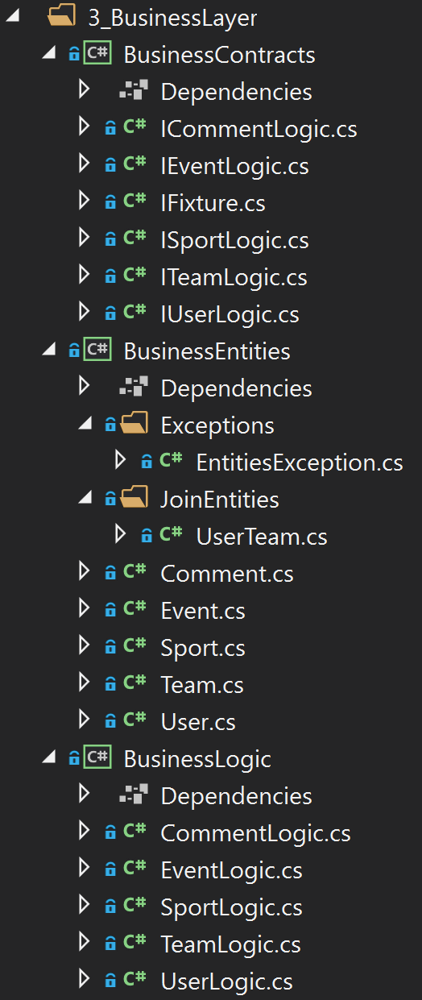 3_BusinessLayer
C# BusinessContracts
Dependencies
C# ICommentLogic.cs
C# IEventLogic.cs
C# IFixture.cs
C# ISportLogic.cs
C# ITeamLogic.cs
C# IUserLogic.cs
C# BusinessEntities
Dependencies
Exceptions
C# EntitiesException.cs
JoinEntities
C# UserTeam.cs
C# Comment.cs
C# Event.cs
C# Sport.cs
C# Team.cs
C# User.cs
C# BusinessLogic
Dependencies
C# CommentLogic.cs
C# EventLogic.cs
C# SportLogic.cs
C# TeamLogic.cs
C# UserLogic.cs